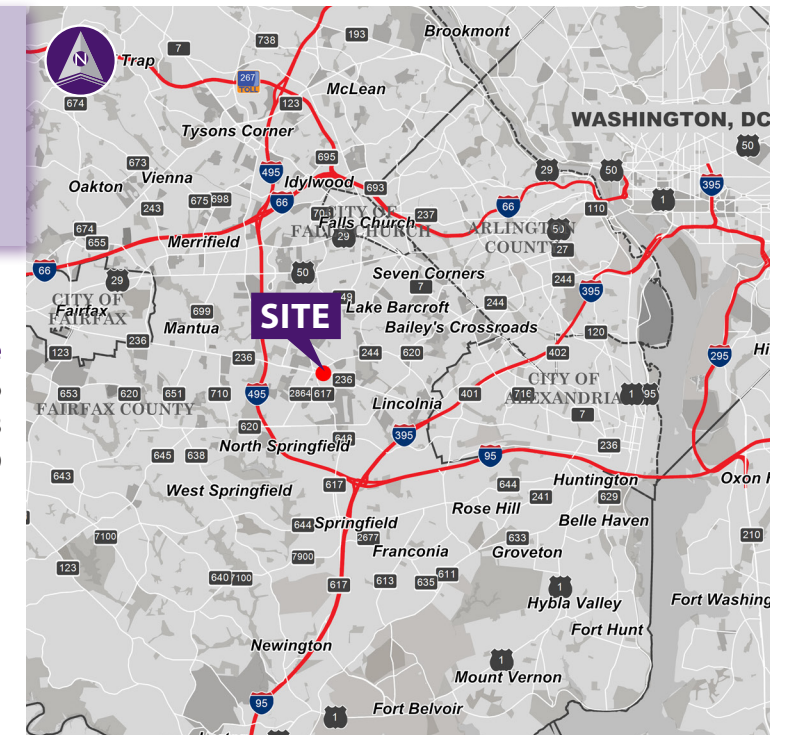 Brookmont
193
738
7
N
Trap
267
TOLL
McLean
674
123
WASHINGTON, DC
Tysons Corner
50
695
673
29
50
495
Vienna
Idylwood
395
Oakton
693
66
675
698
66
1
243
110
237
CITY OF
FALLS CHURCH
Falls Church
674
ARLINGTON
COUNTY
50
655
Merrifield
29
27
66
Seven Corners
50
29
7
244
395
CITY OF
FAIRFAX
Fairfax
244
Lake Barcroft
699
SITE
Mantua
Bailey's Crossroads
120
236
123
236
244
620
402
295
236
CITY OF
ALEXANDRIA
653
620
651
710
495
2864
617
401
1
95
FAIRFAX COUNTY
Lincolnia
7
620
395
North Springfield
236
645
638
95
643
617
Huntington
644
West Springfield
241
629
Rose Hill
644
Springfield
Belle Haven
7100
2677
633
210
Franconia
Groveton
7900
123
640
7100
617
613
635
611
1
Hybla Valley
Fort Hunt
Newington
1
Mount Vernon
95
1
Fort Belvoir